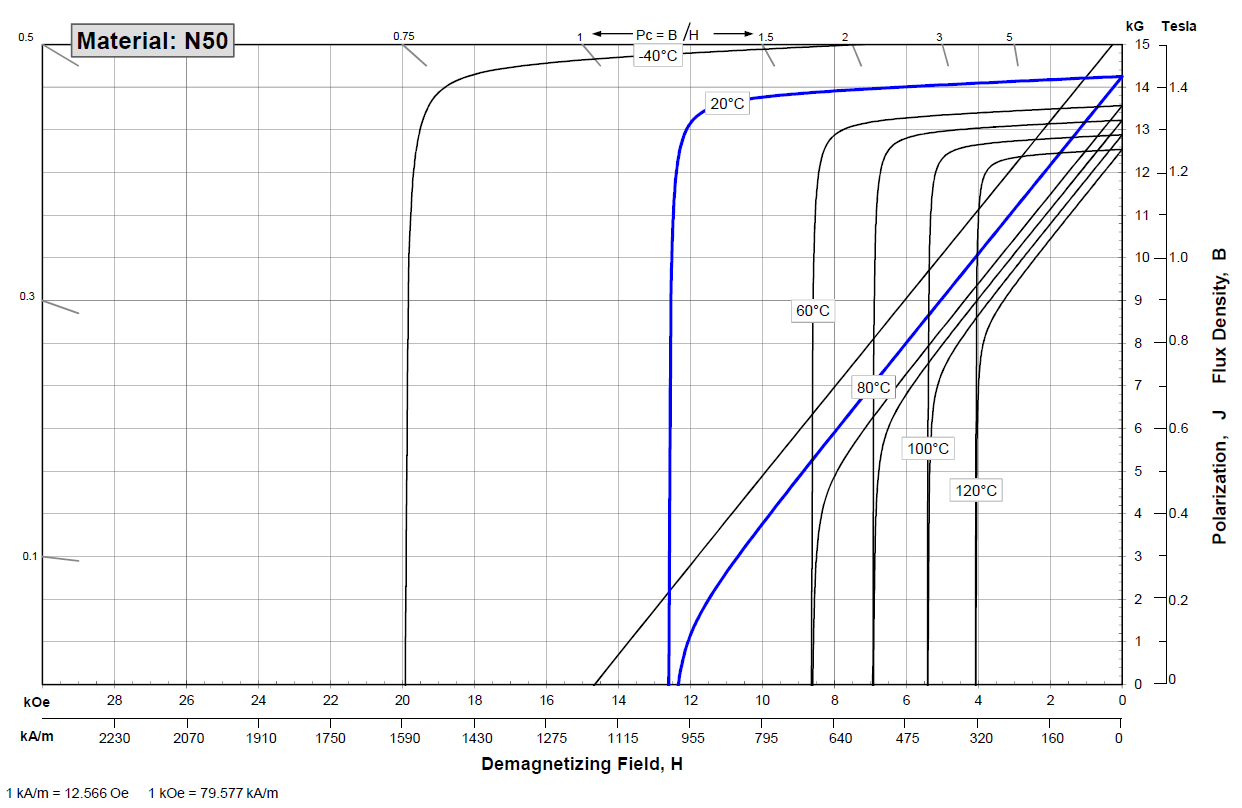 Material: N50
0.5
0.75
1
Pc = B / H
1.5
2
3
5
kG Tesla
-40°C
20°C
60°C
80°C
100°C
120°C
0.3
0.1
15
14
13
12
11
10
9
8
7
6
5
4
3
2
1
0
1.4
1.2
1.0
0.8
0.6
0.4
0.2
0
Polarization, J Flux Density, B
kOe 28 26 24 22 20 18 16 14 12 10 8 6 4 2 0
kA/m 2230 2070 1910 1750 1590 1430 1275 1115 955 795 640 475 320 160 0
Demagnetizing Field, H
1 kA/m = 12.566 Oe 1 kOe = 79.577 kA/m